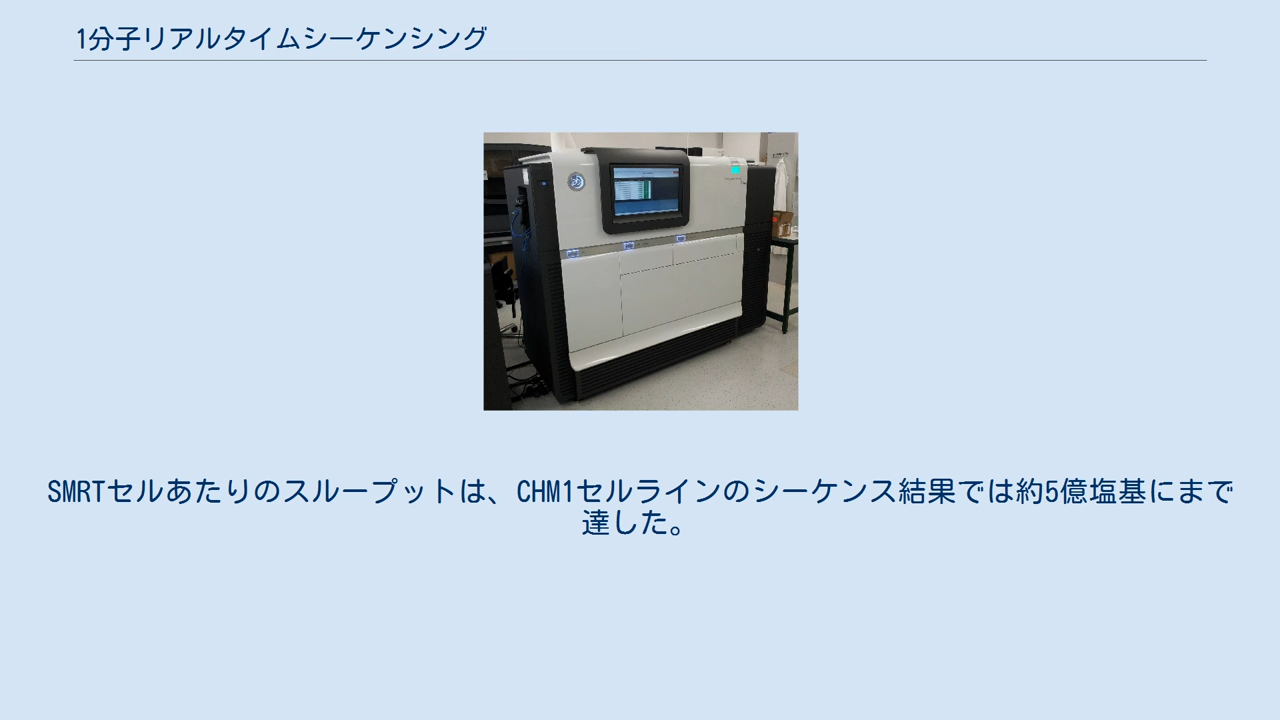 1分子リアルタイムシーケンシング
SMRTセルあたりのスループットは、CHM1セルラインのシーケンス結果では約5億塩基にまで
達した。